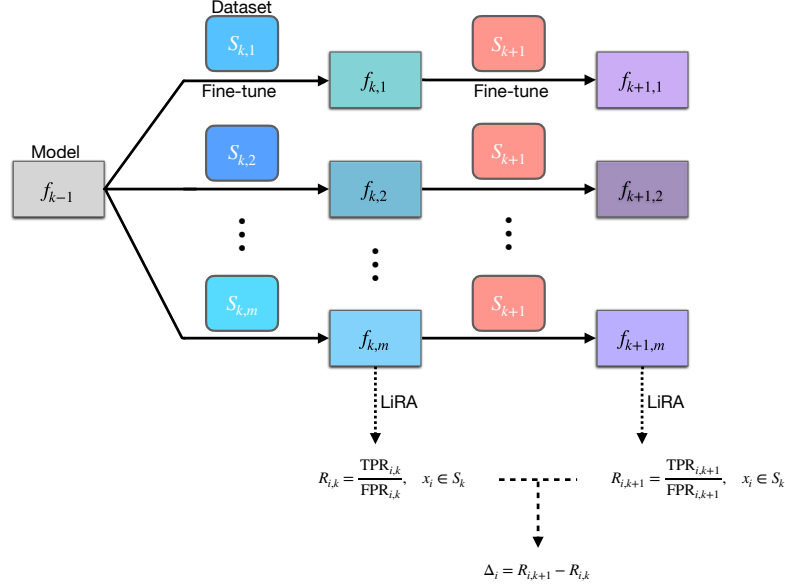 Dataset
S_{k,1} S_{k+1}
f_{k,1} f_{k+1,1}
Fine-tune Fine-tune
Model
S_{k,2} S_{k+1}
f_{k-1} f_{k,2} f_{k+1,2}
S_{k,m} S_{k+1}
f_{k,m} f_{k+1,m}
LiRA LiRA
R_{i,k} = \frac{TPR_{i,k}}{FPR_{i,k}}, x_i ∈ S_k R_{i,k+1} = \frac{TPR_{i,k+1}}{FPR_{i,k+1}}, x_i ∈ S_k
Δ_i = R_{i,k+1} − R_{i,k}